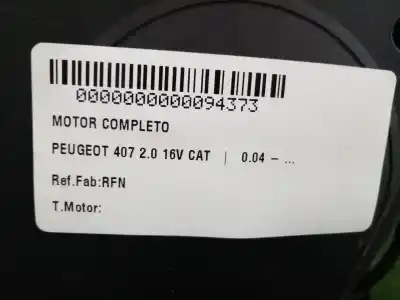 0000000000094373
MOTOR COMPLETO
PEUGEOT 407 2.0 16V CAT | 0.04 - ...
Ref.Fab:RFN
T.Motor: